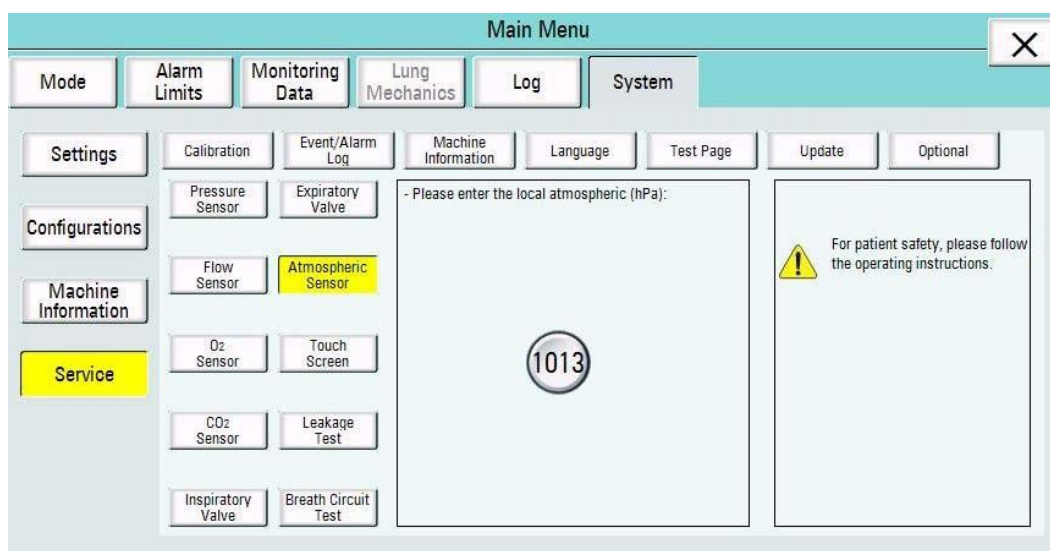 Main Menu
X
Mode
Alarm
Limits
Monitoring
Data
Lung
Mechanics
Log
System
Settings
Configurations
Machine
Information
Service
Calibration
Event/Alarm
Log
Machine
Information
Language
Test Page
Update
Optional
Pressure
Sensor
Expiratory
Valve
Flow
Sensor
Atmospheric
Sensor
O2
Sensor
Touch
Screen
CO2
Sensor
Leakage
Test
Inspiratory
Valve
Breath Circuit
Test
- Please enter the local atmospheric (hPa):
1013
For patient safety, please follow
the operating instructions.